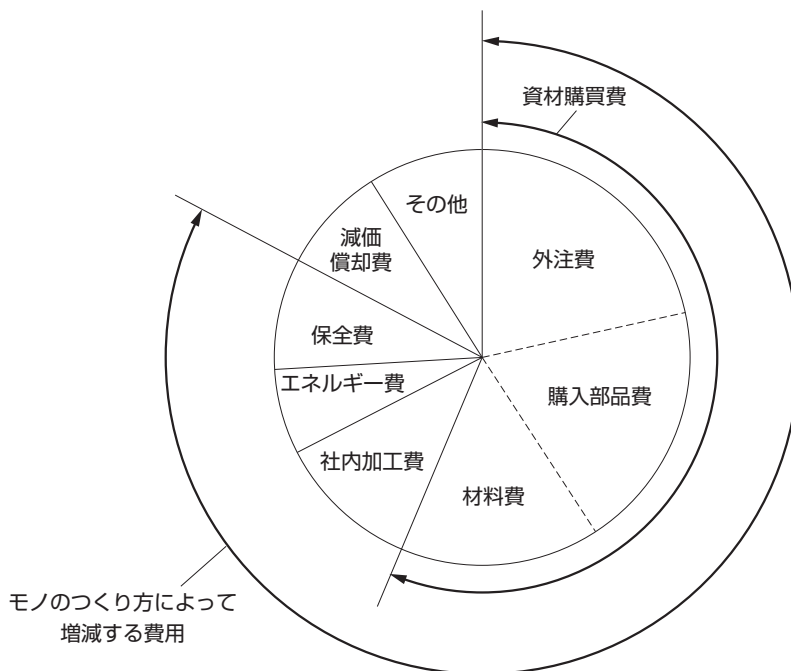 資材購買費
その他
減価
償却費
外注費
保全費
エネルギー費
購入部品費
社内加工費
材料費
モノのつくり方によって
増減する費用